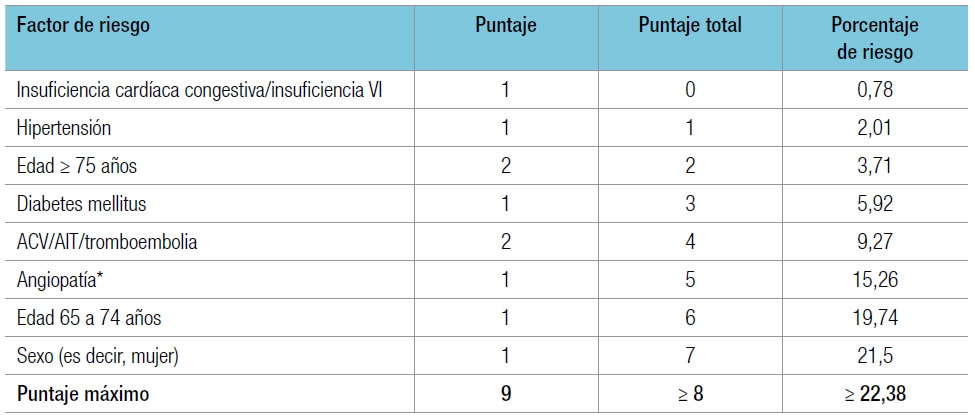 Factor de riesgo Puntaje Puntaje total Porcentaje
de riesgo
Insuficiencia cardíaca congestiva/insuficiencia VI 1 0 0,78
Hipertensión 1 1 2,01
Edad ≥ 75 años 2 2 3,71
Diabetes mellitus 1 3 5,92
ACV/AIT/tromboembolia 2 4 9,27
Angiopatía* 1 5 15,26
Edad 65 a 74 años 1 6 19,74
Sexo (es decir, mujer) 1 7 21,5
Puntaje máximo 9 ≥ 8 ≥ 22,38